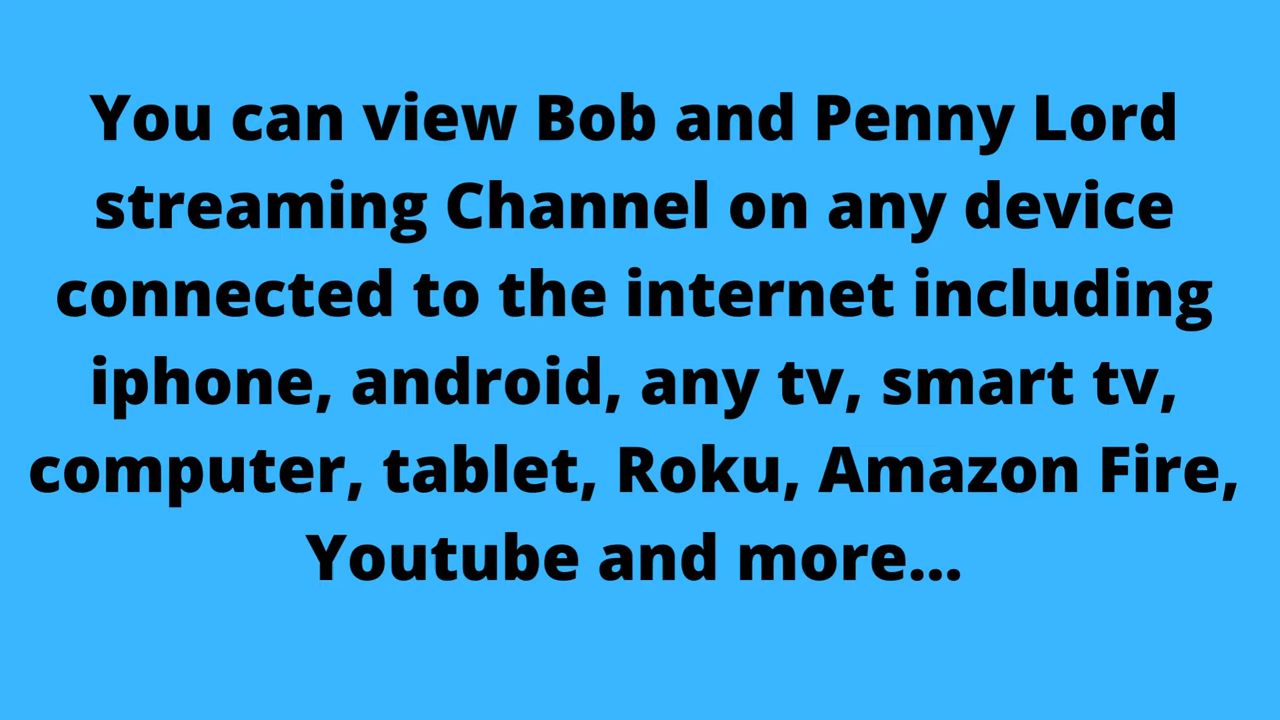 You can view Bob and Penny Lord
streaming Channel on any device
connected to the internet including
iphone, android, any tv, smart tv,
computer, tablet, Roku, Amazon Fire,
Youtube and more...